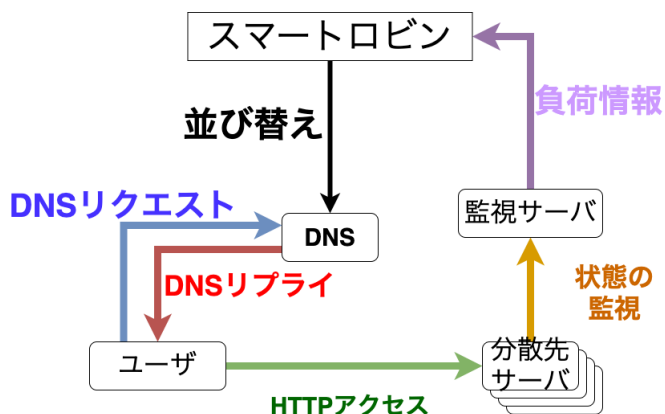 スマートロビン
並び替え
負荷情報
DNSリクエスト
監視サーバ
DNS
DNSリプライ
状態の
監視
ユーザ
分散先
サーバ
HTTPアクセス